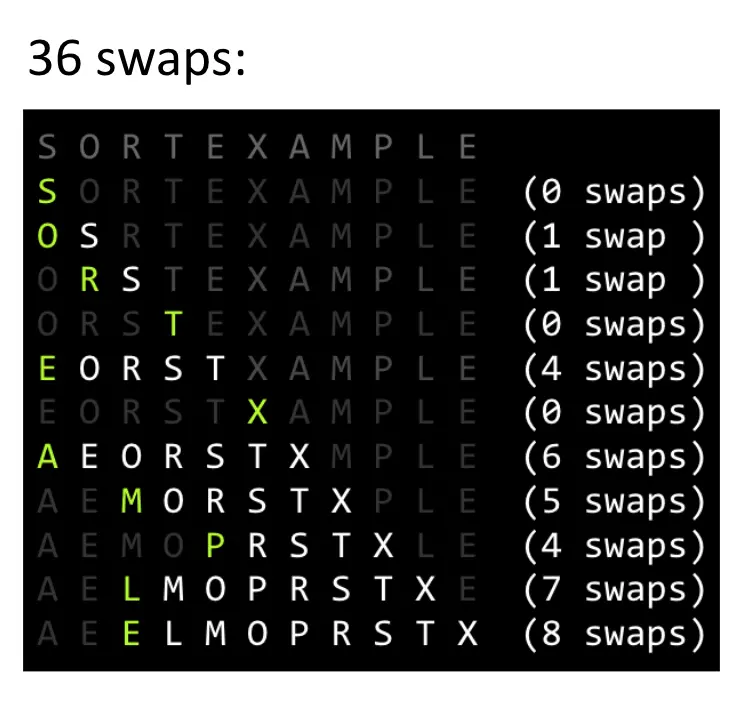 36 swaps:
S O R T E X A M P L E
S O R T E X A M P L E (0 swaps)
O S R T E X A M P L E (1 swap )
O R S T E X A M P L E (1 swap )
O R S T E X A M P L E (0 swaps)
E O R S T X A M P L E (4 swaps)
E O R S T X A M P L E (0 swaps)
A E O R S T X M P L E (6 swaps)
A E M O R S T X P L E (5 swaps)
A E M O P R S T X L E (4 swaps)
A E L M O P R S T X E (7 swaps)
A E E L M O P R S T X (8 swaps)